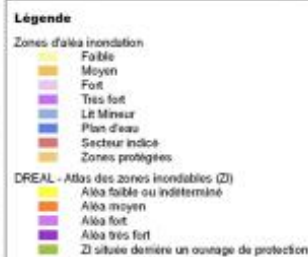 Légende
Zones d'aléa inondation
Faible
Moyen
Fort
Très fort
Lit Mineur
Plan d'eau
Secteur indicé
Zones protégées
DREAL - Atlas des zones inondables (ZI)
Aléa faible ou indéterminé
Aléa moyen
Aléa fort
Aléa très fort
ZI située derrière un ouvrage de protection